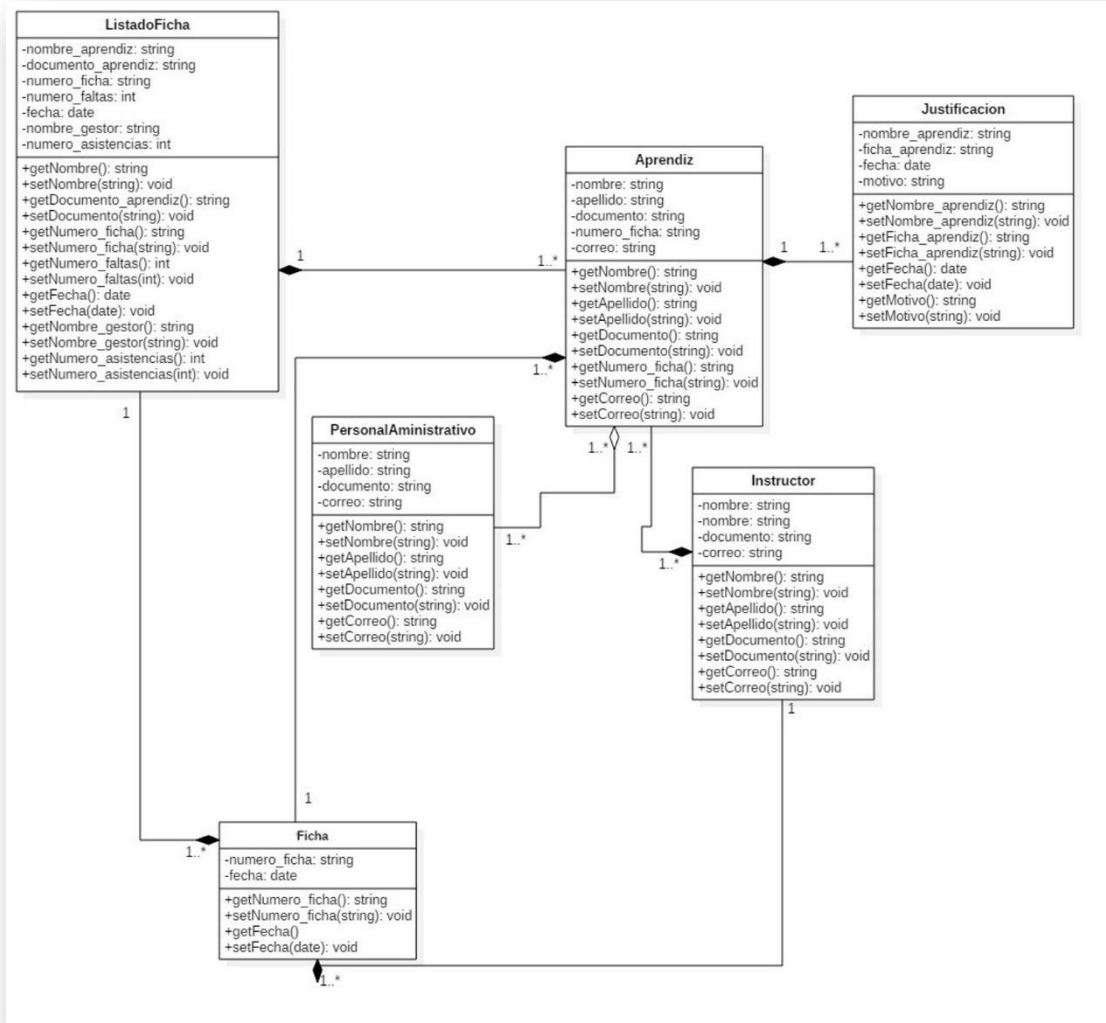 ListadoFicha
-nombre_aprendiz: string
-documento_aprendiz: string
-numero_ficha: string
-numero_faltas: int
-fecha: date
-nombre_gestor: string
-numero_asistencias: int
+getNombre(): string
+setNombre(string): void
+getDocumento_aprendiz(): string
+setDocumento(string): void
+getNumero_ficha(): string
+setNumero_ficha(string): void
+getNumero_faltas(): int
+setNumero_faltas(int): void
+getFecha(): date
+setFecha(date): void
+getNombre_gestor(): string
+setNombre_gestor(string): void
+getNumero_asistencias(): int
+setNumero_asistencias(int): void
1
1..*
1
Aprendiz
-nombre: string
-apellido: string
-documento: string
-numero_ficha: string
-correo: string
+getNombre(): string
+setNombre(string): void
+getApellido(): string
+setApellido(string): void
+getDocumento(): string
+setDocumento(string): void
+getNumero_ficha(): string
+setNumero_ficha(string): void
+getCorreo(): string
+setCorreo(string): void
1
1..*
1..*
1..*
1..*
Justificacion
-nombre_aprendiz: string
-ficha_aprendiz: string
-fecha: date
-motivo: string
+getNombre_aprendiz(): string
+setNombre_aprendiz(string): void
+getFicha_aprendiz(): string
+setFicha_aprendiz(string): void
+getFecha(): date
+setFecha(date): void
+getMotivo(): string
+setMotivo(string): void
PersonalAministrativo
-nombre: string
-apellido: string
-documento: string
-correo: string
+getNombre(): string
+setNombre(string): void
+getApellido(): string
+setApellido(string): void
+getDocumento(): string
+setDocumento(string): void
+getCorreo(): string
+setCorreo(string): void
1..*
Instructor
-nombre: string
-nombre: string
-documento: string
-correo: string
+getNombre(): string
+setNombre(string): void
+getApellido(): string
+setApellido(string): void
+getDocumento(): string
+setDocumento(string): void
+getCorreo(): string
+setCorreo(string): void
1..*
1
1
1..*
Ficha
-numero_ficha: string
-fecha: date
+getNumero_ficha(): string
+setNumero_ficha(string): void
+getFecha()
+setFecha(date): void
1..*